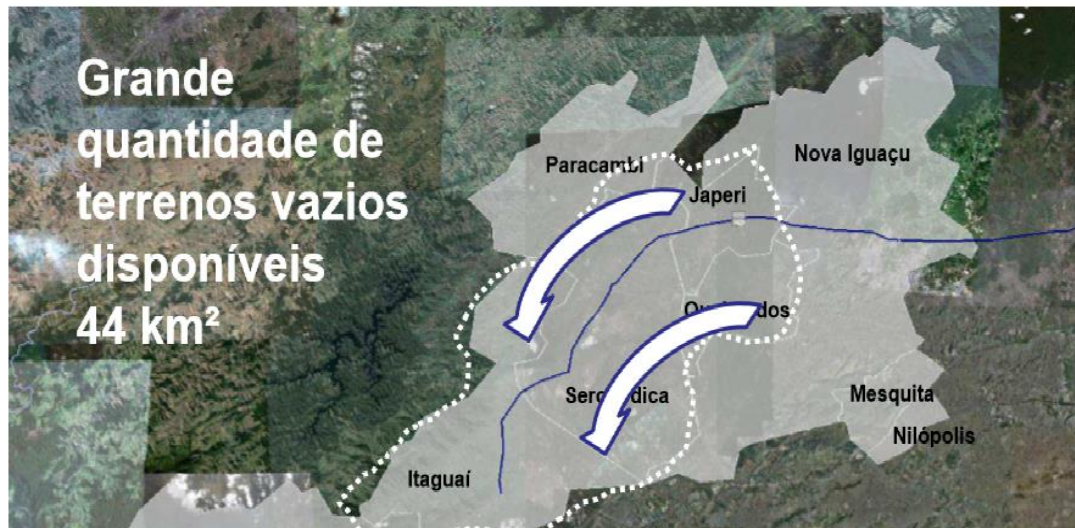 Grande
quantidade de
terrenos vazios
disponíveis
44 km²
Paracambi
Nova Iguaçu
Japeri
Mesquita
Nilópolis
Itaguaí